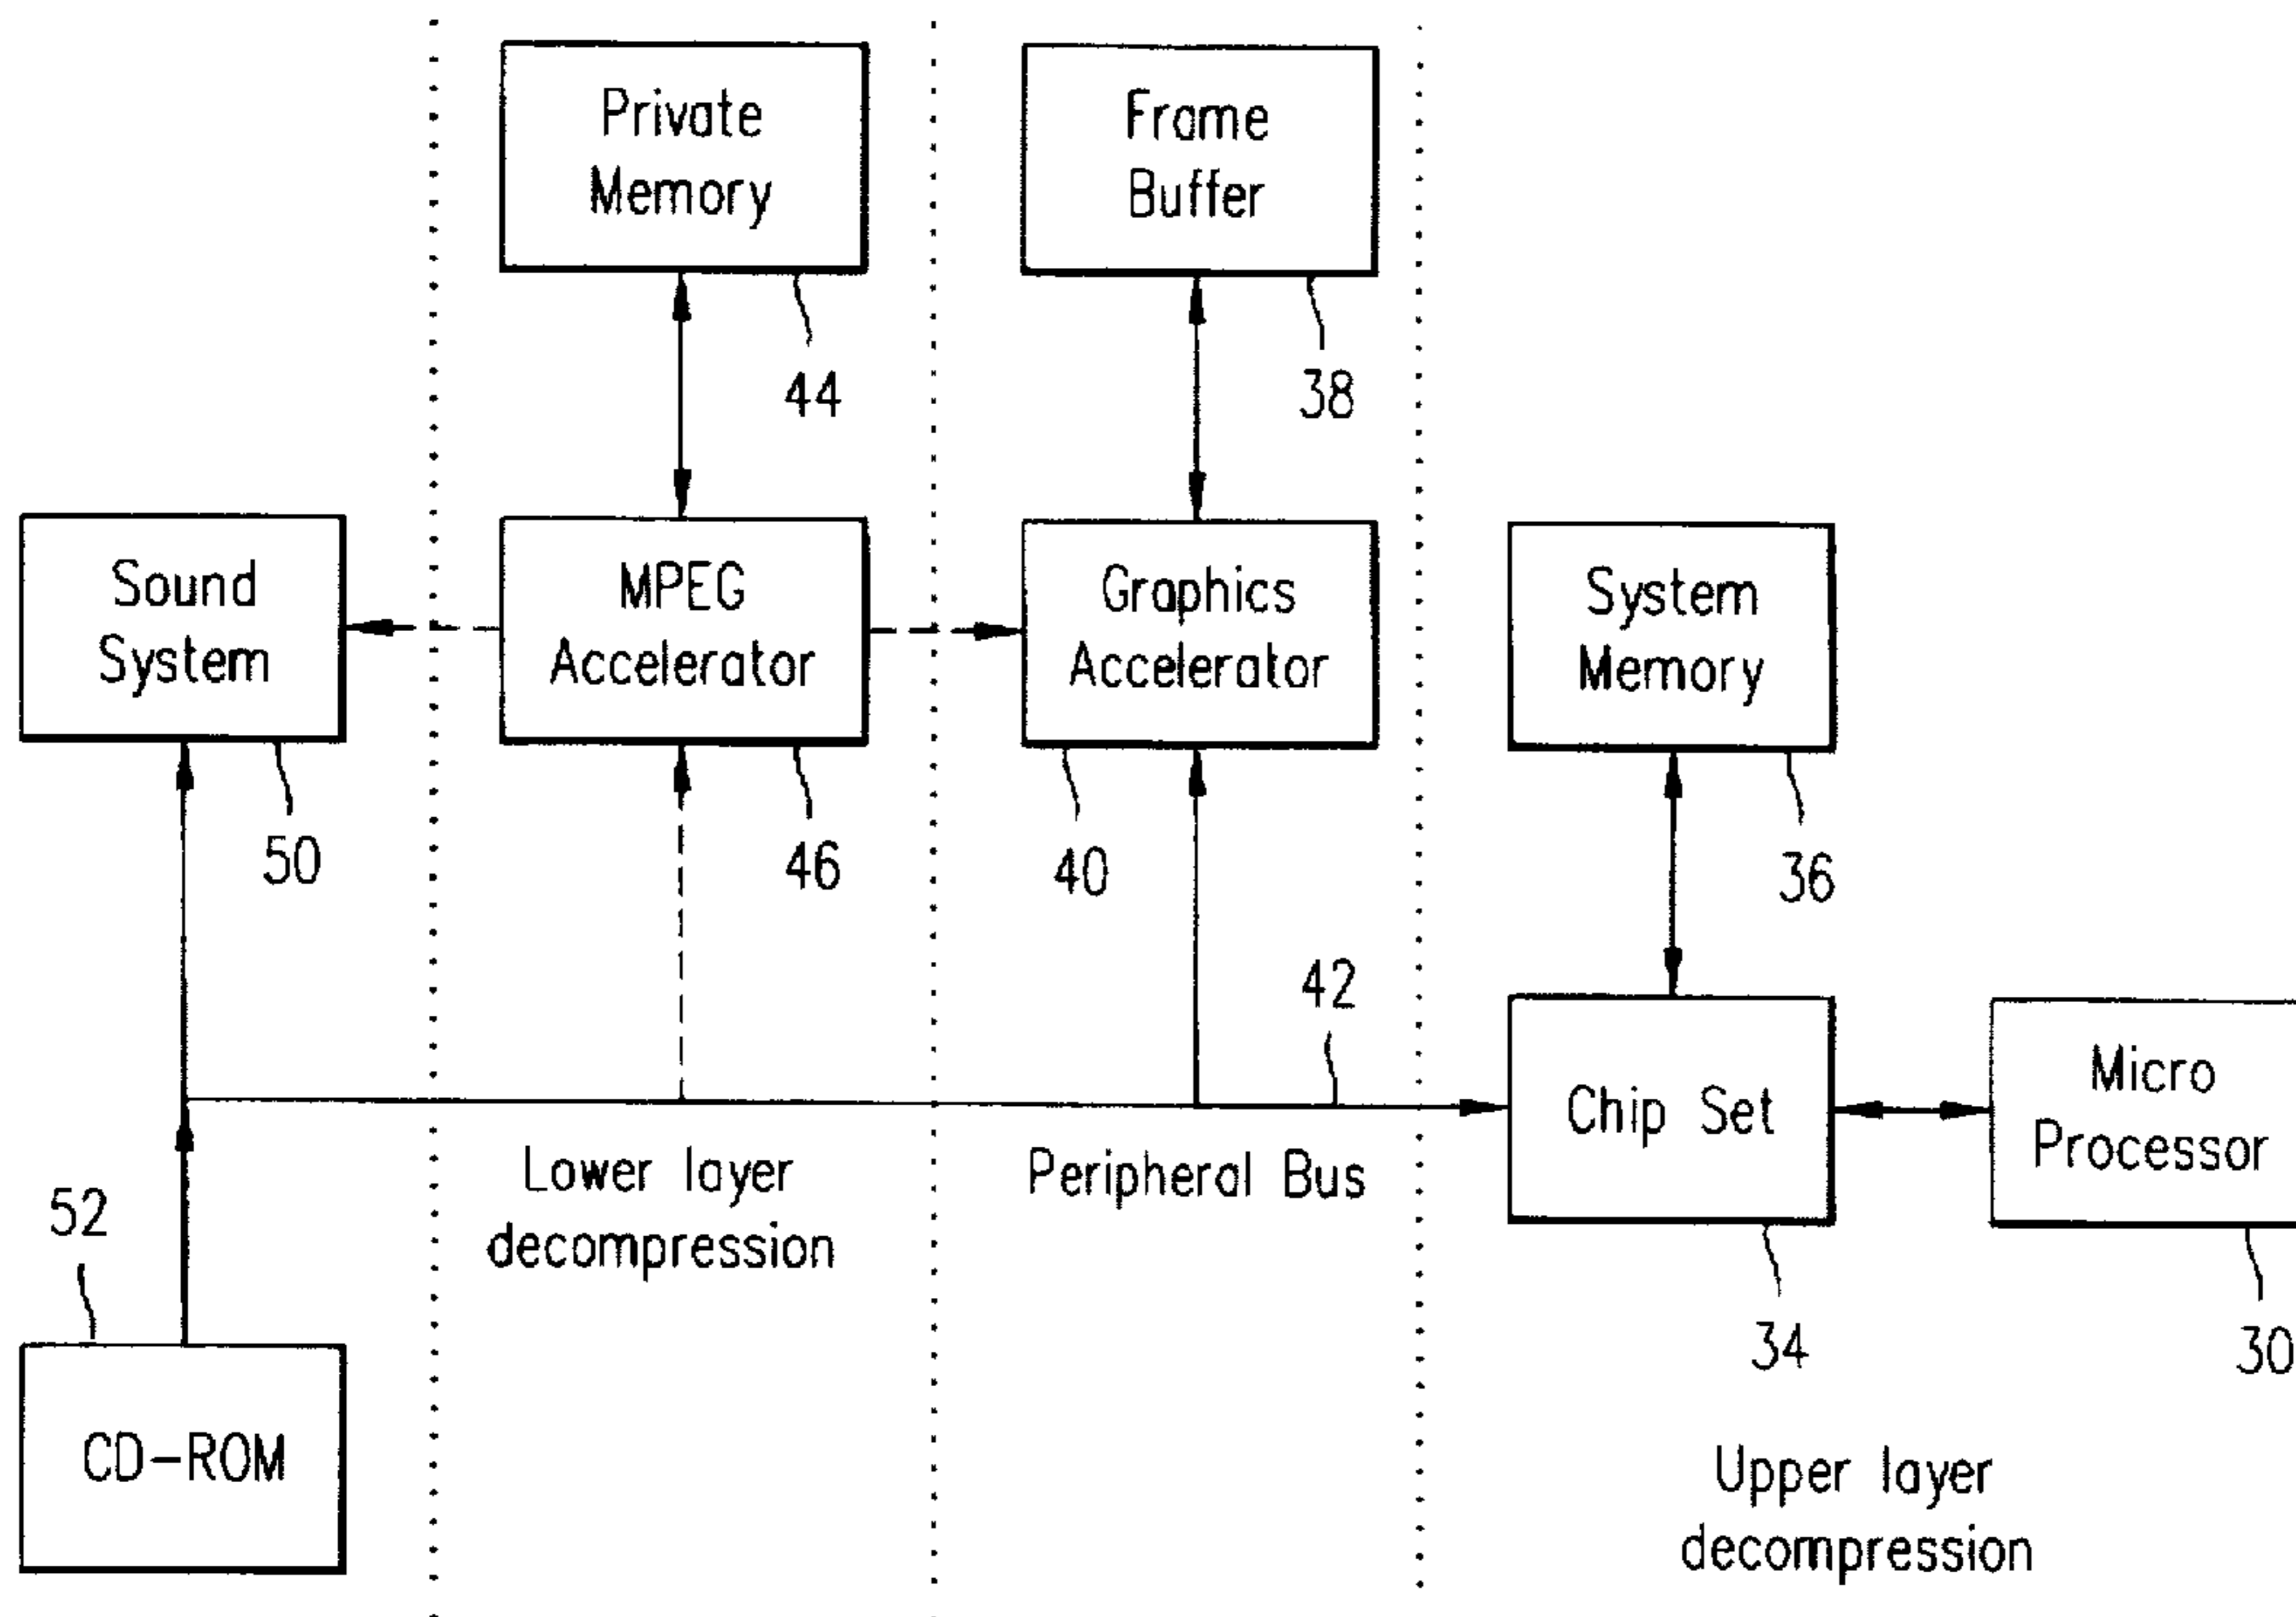 Private
Memory
44
Frame
Buffer
38
Sound
System
50
MPEG
Accelerator
46
Graphics
Accelerator
40
System
Memory
36
42
Chip Set
34
Micro
Processor
30
Lower layer
decompression
Peripheral Bus
52
CD-ROM
Upper layer
decompression